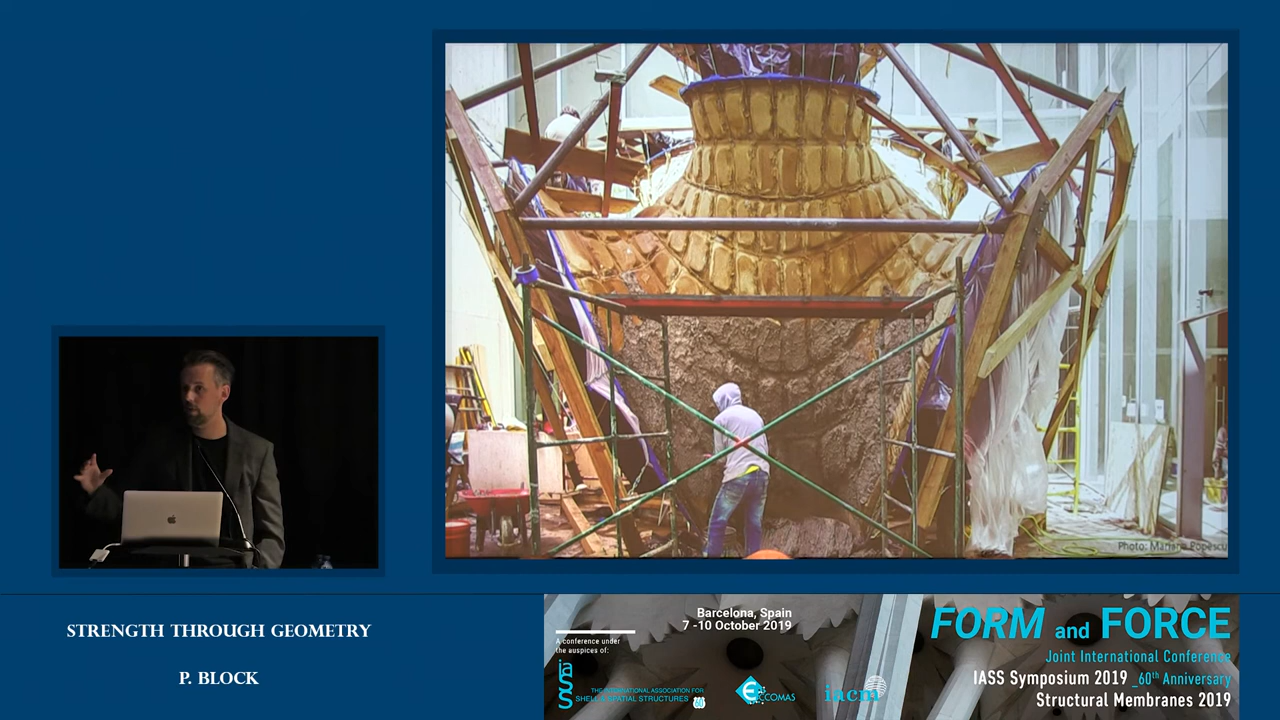 Photo: Mariana Popescu
STRENGTH THROUGH GEOMETRY
P. BLOCK
Barcelona, Spain
7 -10 October 2019
A conference under
the auspices of:
iass
THE INTERNATIONAL ASSOCIATION FOR
SHELL & SPATIAL STRUCTURES
ECCOMAS
iacm
FORM and FORCE
Joint International Conference
IASS Symposium 2019 _60th Anniversary
Structural Membranes 2019